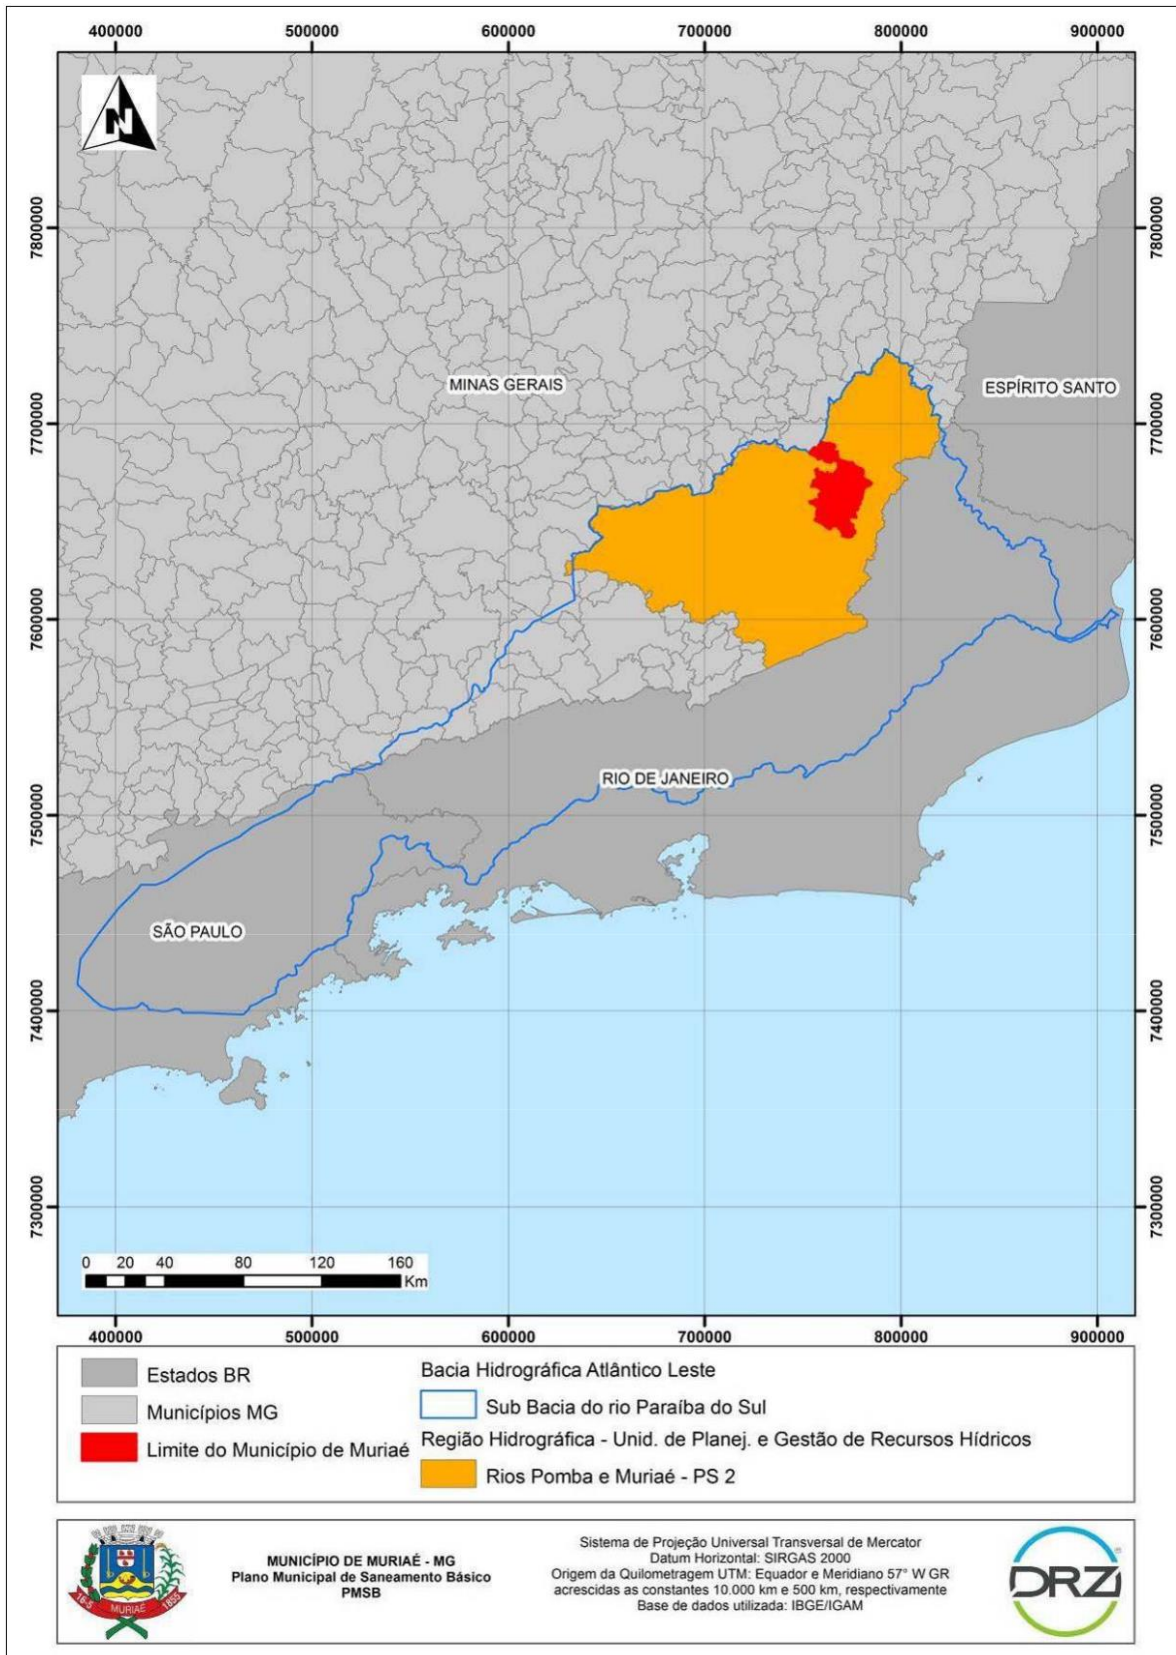 400000 500000 600000 700000 800000 900000
N
7800000 7800000
MINAS GERAIS
ESPÍRITO SANTO
7700000 7700000
7600000 7600000
RIO DE JANEIRO
7500000 7500000
SÃO PAULO
7400000 7400000
7300000 7300000
0 20 40 80 120 160
Km
400000 500000 600000 700000 800000 900000
Estados BR
Municípios MG
Limite do Município de Muriaé
Bacia Hidrográfica Atlântico Leste
Sub Bacia do rio Paraíba do Sul
Região Hidrográfica - Unid. de Planej. e Gestão de Recursos Hídricos
Rios Pomba e Muriaé - PS 2
16-5 MURIAÉ 1855
MUNICÍPIO DE MURIAÉ - MG
Plano Municipal de Saneamento Básico
PMSB
Sistema de Projeção Universal Transversal de Mercator
Datum Horizontal: SIRGAS 2000
Origem da Quilometragem UTM: Equador e Meridiano 57° W GR
acrescidas as constantes 10.000 km e 500 km, respectivamente
Base de dados utilizada: IBGE/IGAM
DRZ